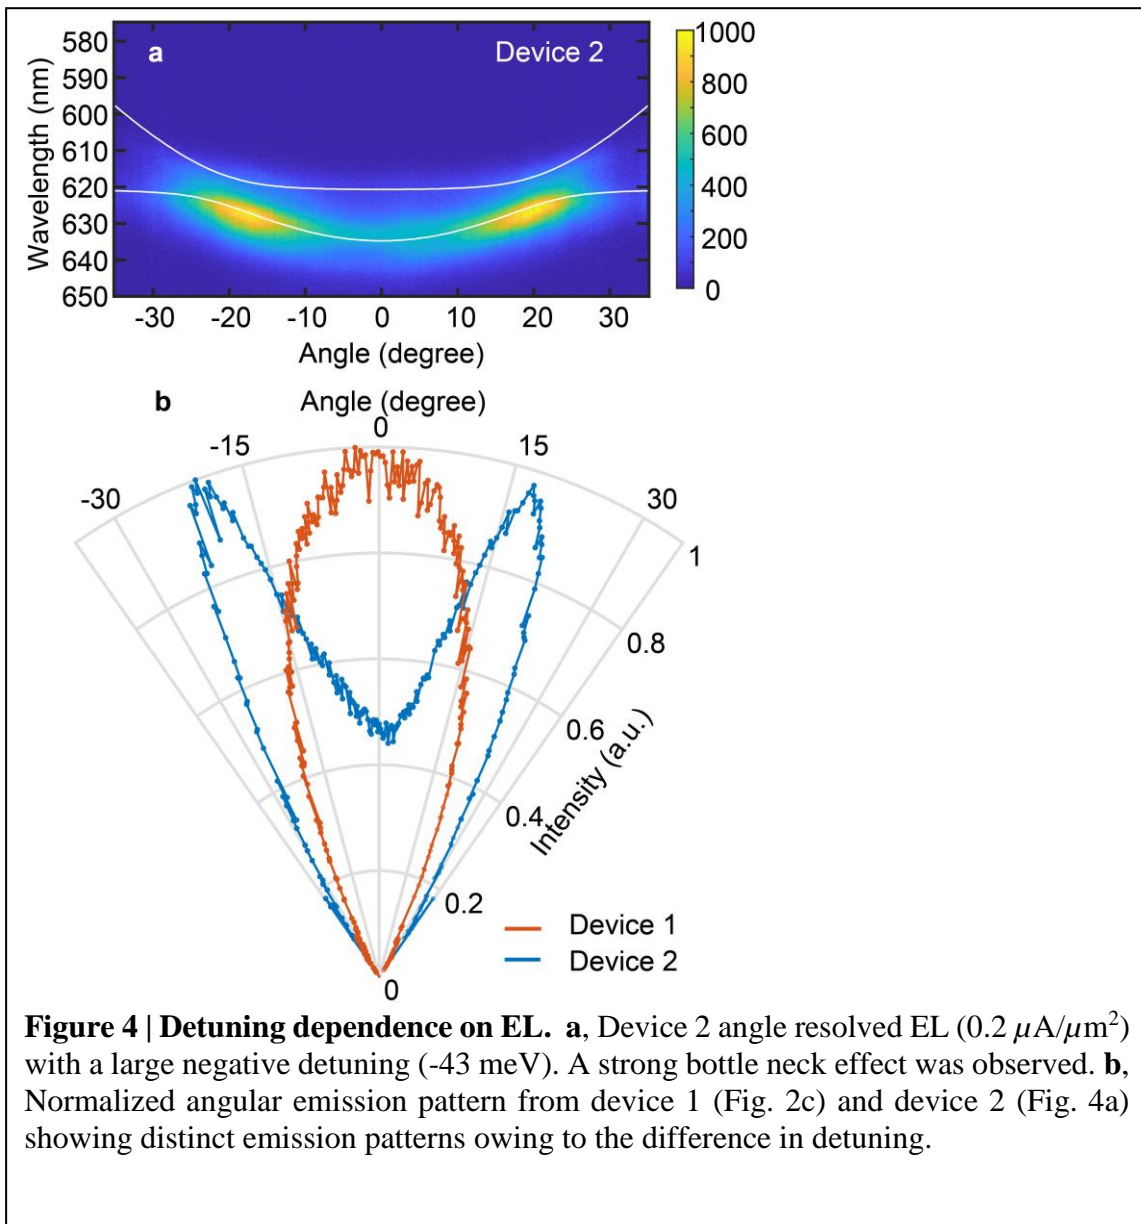 a
Device 2
Wavelength (nm)
580
590
600
610
620
630
640
650
-30
-20
-10
0
10
20
30
Angle (degree)
1000
800
600
400
200
0
b
Angle (degree)
-30
-15
0
15
30
1
0.8
0.6
0.4
0.2
0
Intensity (a.u.)
Device 1
Device 2
Figure 4 | Detuning dependence on EL. a, Device 2 angle resolved EL (0.2 µA/µm²)
with a large negative detuning (-43 meV). A strong bottle neck effect was observed. b,
Normalized angular emission pattern from device 1 (Fig. 2c) and device 2 (Fig. 4a)
showing distinct emission patterns owing to the difference in detuning.